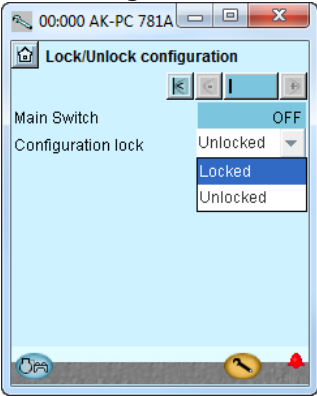 00:000 AK-PC 781A
Lock/Unlock configuration
Main Switch OFF
Configuration lock Unlocked
Locked
Unlocked